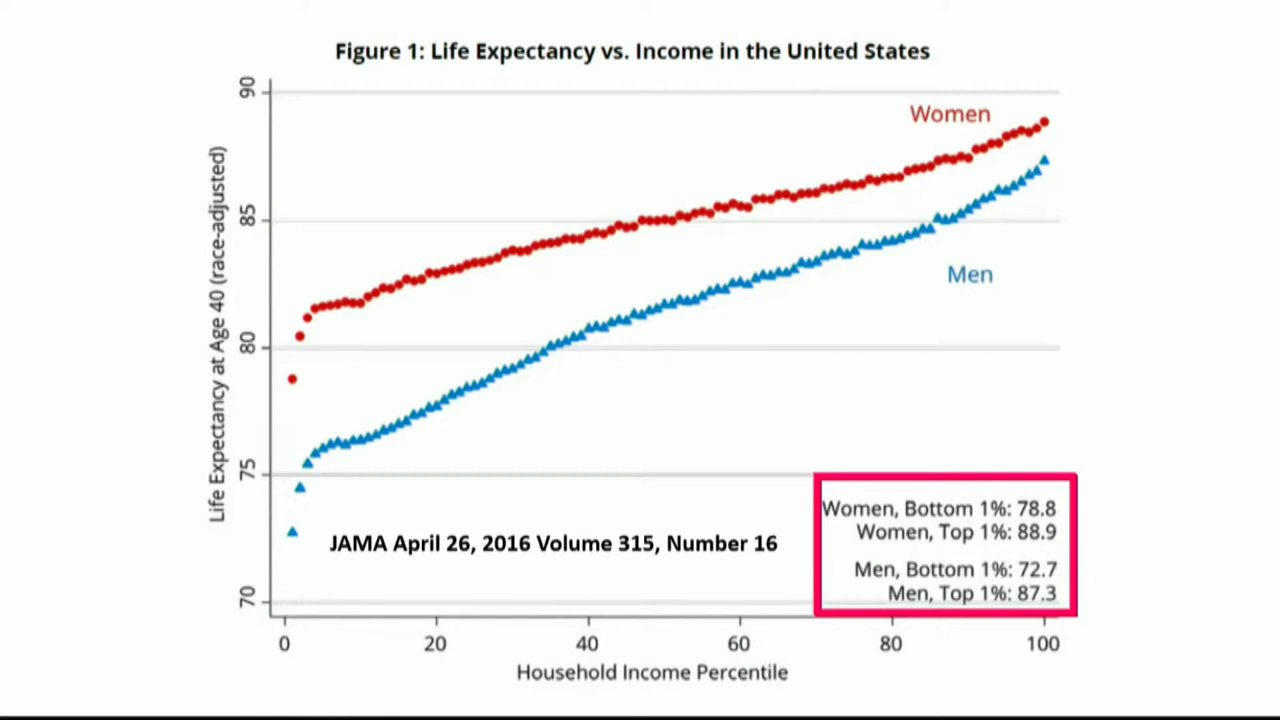 Figure 1: Life Expectancy vs. Income in the United States
Life Expectancy at Age 40 (race-adjusted)
90
85
80
75
70
Women
Men
JAMA April 26, 2016 Volume 315, Number 16
Women, Bottom 1%: 78.8
Women, Top 1%: 88.9
Men, Bottom 1%: 72.7
Men, Top 1%: 87.3
0 20 40 60 80 100
Household Income Percentile